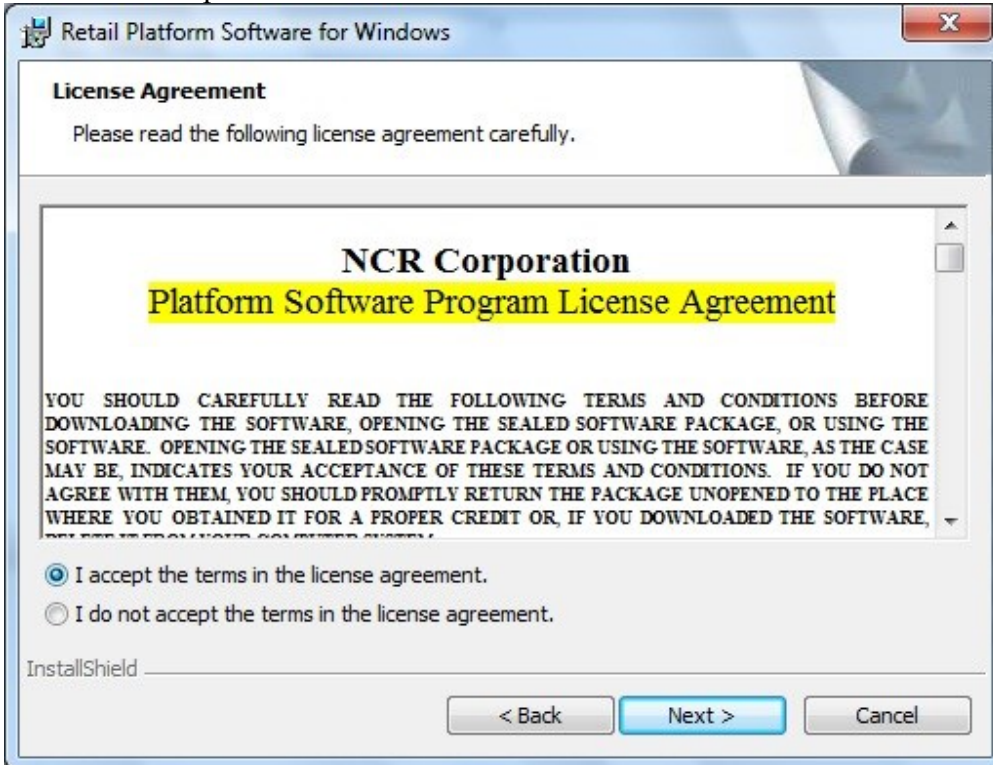 Retail Platform Software for Windows
License Agreement
Please read the following license agreement carefully.
NCR Corporation
Platform Software Program License Agreement
YOU SHOULD CAREFULLY READ THE FOLLOWING TERMS AND CONDITIONS BEFORE
DOWNLOADING THE SOFTWARE, OPENING THE SEALED SOFTWARE PACKAGE, OR USING THE
SOFTWARE. OPENING THE SEALED SOFTWARE PACKAGE OR USING THE SOFTWARE, AS THE CASE
MAY BE, INDICATES YOUR ACCEPTANCE OF THESE TERMS AND CONDITIONS. IF YOU DO NOT
AGREE WITH THEM, YOU SHOULD PROMPTLY RETURN THE PACKAGE UNOPENED TO THE PLACE
WHERE YOU OBTAINED IT FOR A PROPER CREDIT OR, IF YOU DOWNLOADED THE SOFTWARE,
DELETE IT FROM YOUR COMPUTER SYSTEM
I accept the terms in the license agreement.
I do not accept the terms in the license agreement.
InstallShield
< Back
Next >
Cancel